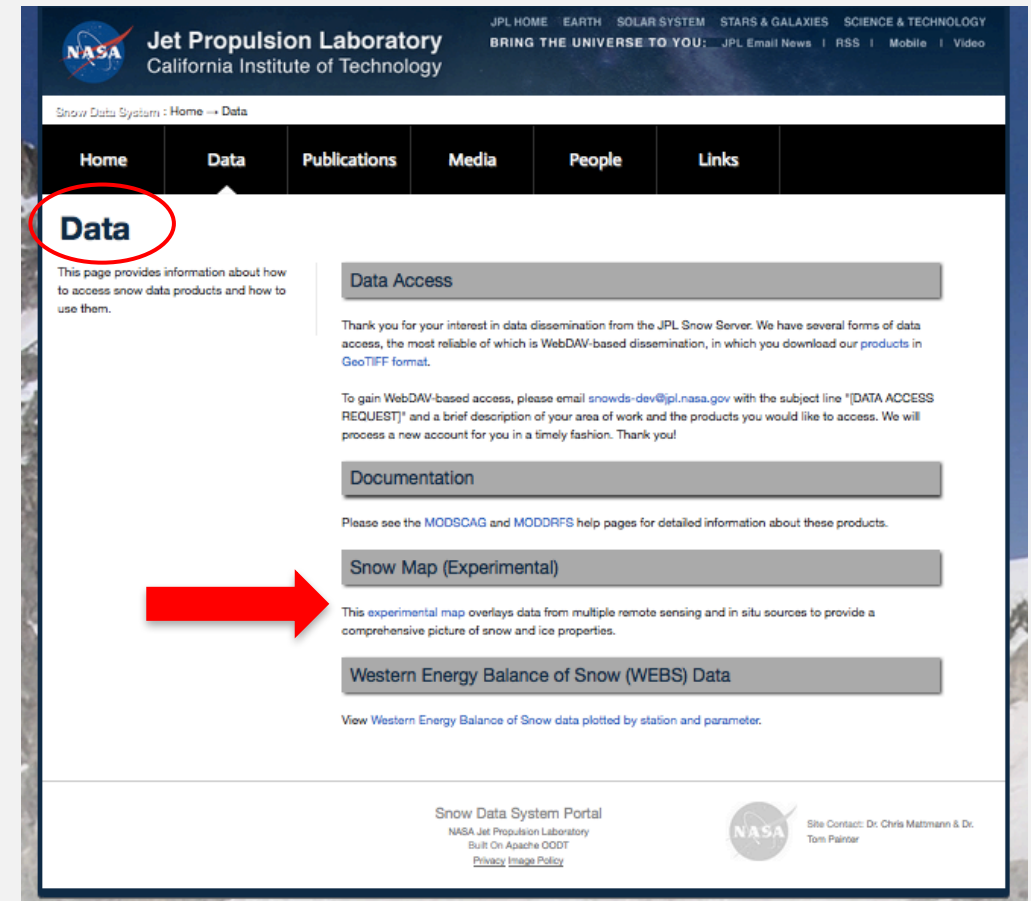 JPL HOME EARTH SOLAR SYSTEM STARS & GALAXIES SCIENCE & TECHNOLOGY
BRING THE UNIVERSE TO YOU: JPL Email News | RSS | Mobile | Video
NASA
Jet Propulsion Laboratory
California Institute of Technology
Snow Data System : Home → Data
Home Data Publications Media People Links
Data
This page provides information about how
to access snow data products and how to
use them.
Data Access
Thank you for your interest in data dissemination from the JPL Snow Server. We have several forms of data
access, the most reliable of which is WebDAV-based dissemination, in which you download our products in
GeoTIFF format.
To gain WebDAV-based access, please email snowds-dev@jpl.nasa.gov with the subject line "[DATA ACCESS
REQUEST]" and a brief description of your area of work and the products you would like to access. We will
process a new account for you in a timely fashion. Thank you!
Documentation
Please see the MODSCAG and MODDRFS help pages for detailed information about these products.
Snow Map (Experimental)
This experimental map overlays data from multiple remote sensing and in situ sources to provide a
comprehensive picture of snow and ice properties.
Western Energy Balance of Snow (WEBS) Data
View Western Energy Balance of Snow data plotted by station and parameter.
Snow Data System Portal
NASA Jet Propulsion Laboratory
Built On Apache OODT
Privacy Image Policy
NASA
Site Contact: Dr. Chris Mattmann & Dr.
Tom Painter